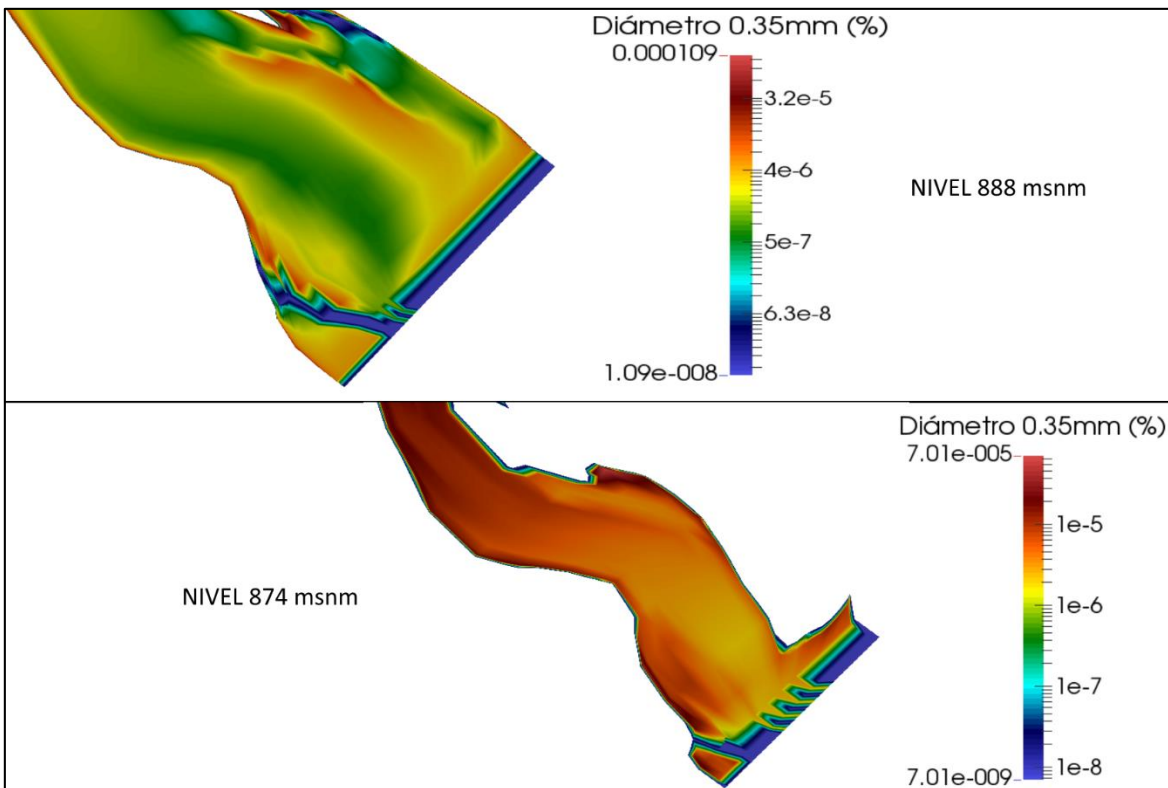 Diámetro 0.35mm (%)
0.000109
3.2e-5
4e-6
NIVEL 888 msnm
5e-7
6.3e-8
1.09e-008
Diámetro 0.35mm (%)
7.01e-005
1e-5
NIVEL 874 msnm
1e-6
1e-7
1e-8
7.01e-009